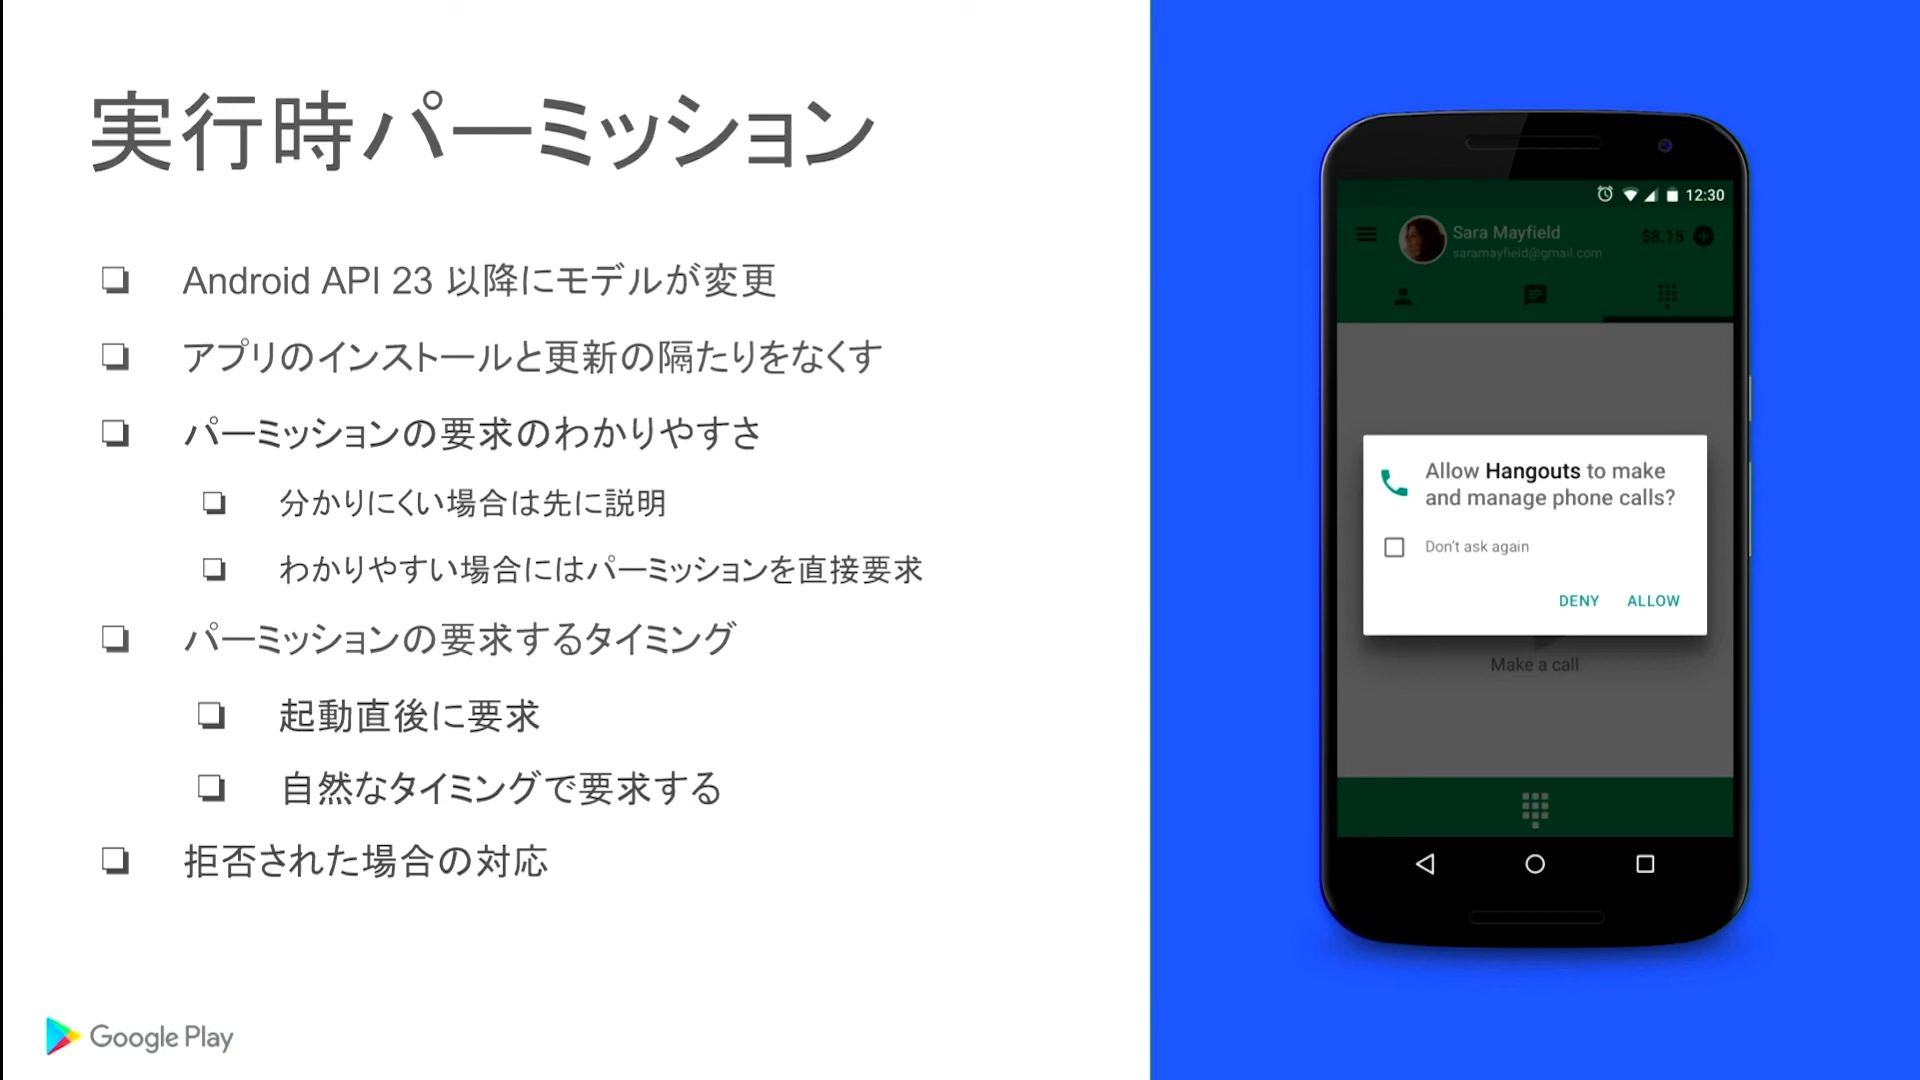 実行時パーミッション
Android API 23 以降にモデルが変更
アプリのインストールと更新の隔たりをなくす
パーミッションの要求のわかりやすさ
分かりにくい場合は先に説明
わかりやすい場合にはパーミッションを直接要求
パーミッションの要求するタイミング
起動直後に要求
自然なタイミングで要求する
拒否された場合の対応
Google Play
12:30
Sara Mayfield
$8.15
saramayfield@gmail.com
Allow Hangouts to make
and manage phone calls?
Don't ask again
DENY ALLOW
Make a call